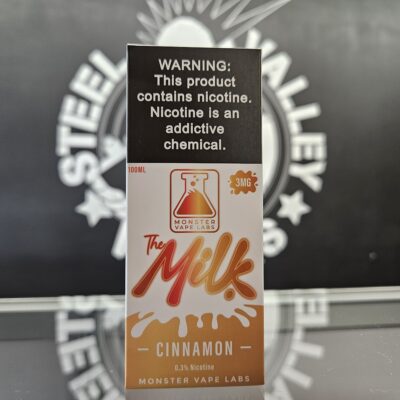 STEEL VALLEY
WARNING:
This product
contains nicotine.
Nicotine is an
addictive
chemical.
100ML
3MG
MONSTER
VAPE LABS
The
Milk
CINNAMON
0.3% Nicotine
MONSTER VAPE LABS